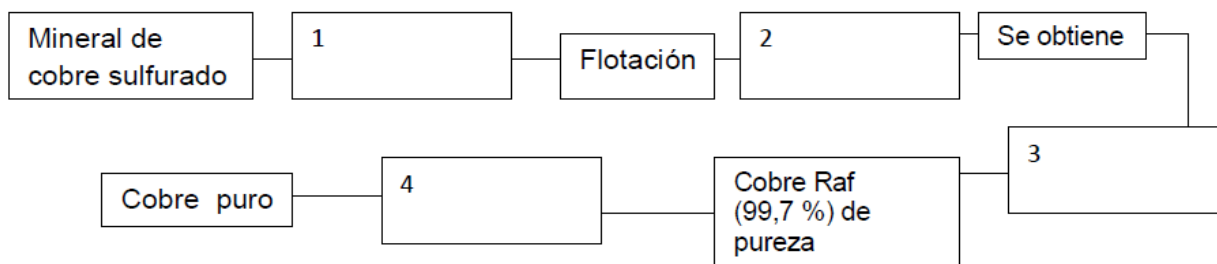 Mineral de
cobre sulfurado
1
Flotación
2
Se obtiene
3
Cobre Raf
(99,7 %) de
pureza
4
Cobre puro